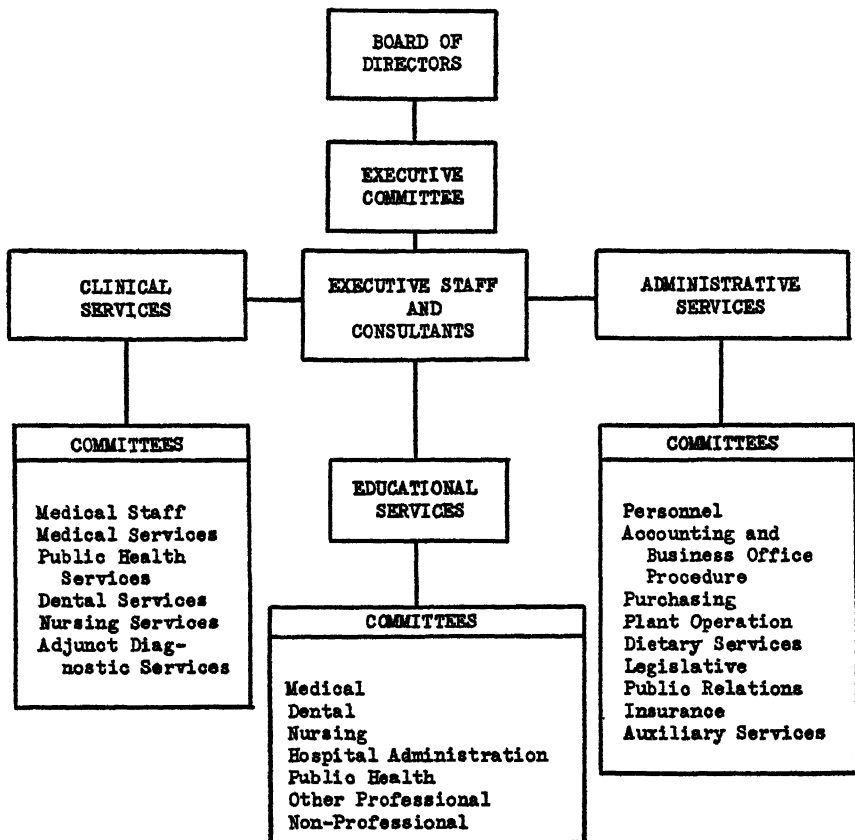 BOARD OF
DIRECTORS
EXECUTIVE
COMMITTEE
CLINICAL
SERVICES
EXECUTIVE STAFF
AND
CONSULTANTS
ADMINISTRATIVE
SERVICES
COMMITTEES
Medical Staff
Medical Services
Public Health
Services
Dental Services
Nursing Services
Adjunct Diag-
nostic Services
EDUCATIONAL
SERVICES
COMMITTEES
Medical
Dental
Nursing
Hospital Administration
Public Health
Other Professional
Non-Professional
COMMITTEES
Personnel
Accounting and
Business Office
Procedure
Purchasing
Plant Operation
Dietary Services
Legislative
Public Relations
Insurance
Auxiliary Services